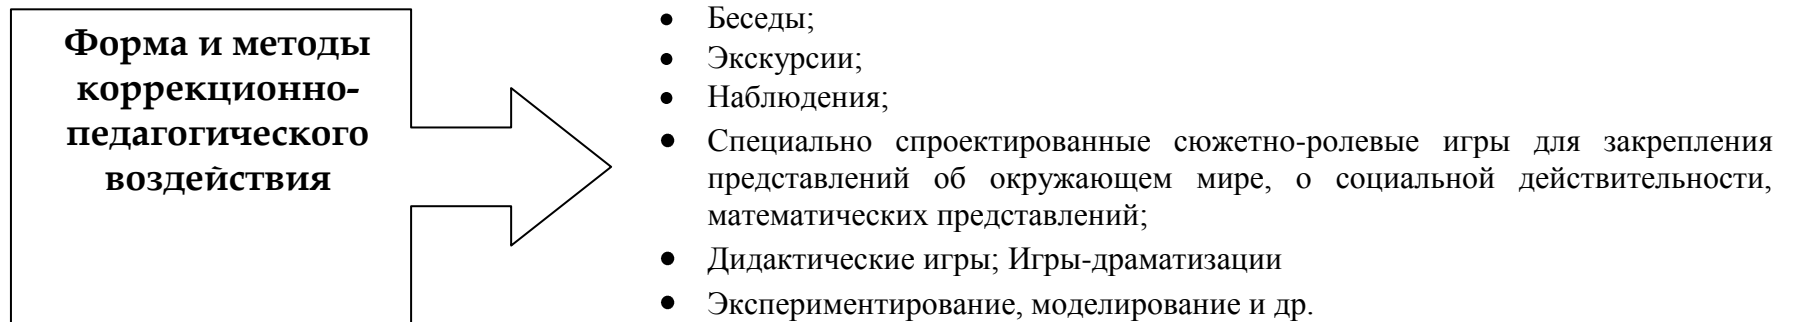 Форма и методы
коррекционно-
педагогического
воздействия
• Беседы;
• Экскурсии;
• Наблюдения;
• Специально спроектированные сюжетно-ролевые игры для закрепления
представлений об окружающем мире, о социальной действительности,
математических представлений;
• Дидактические игры; Игры-драматизации
• Экспериментирование, моделирование и др.